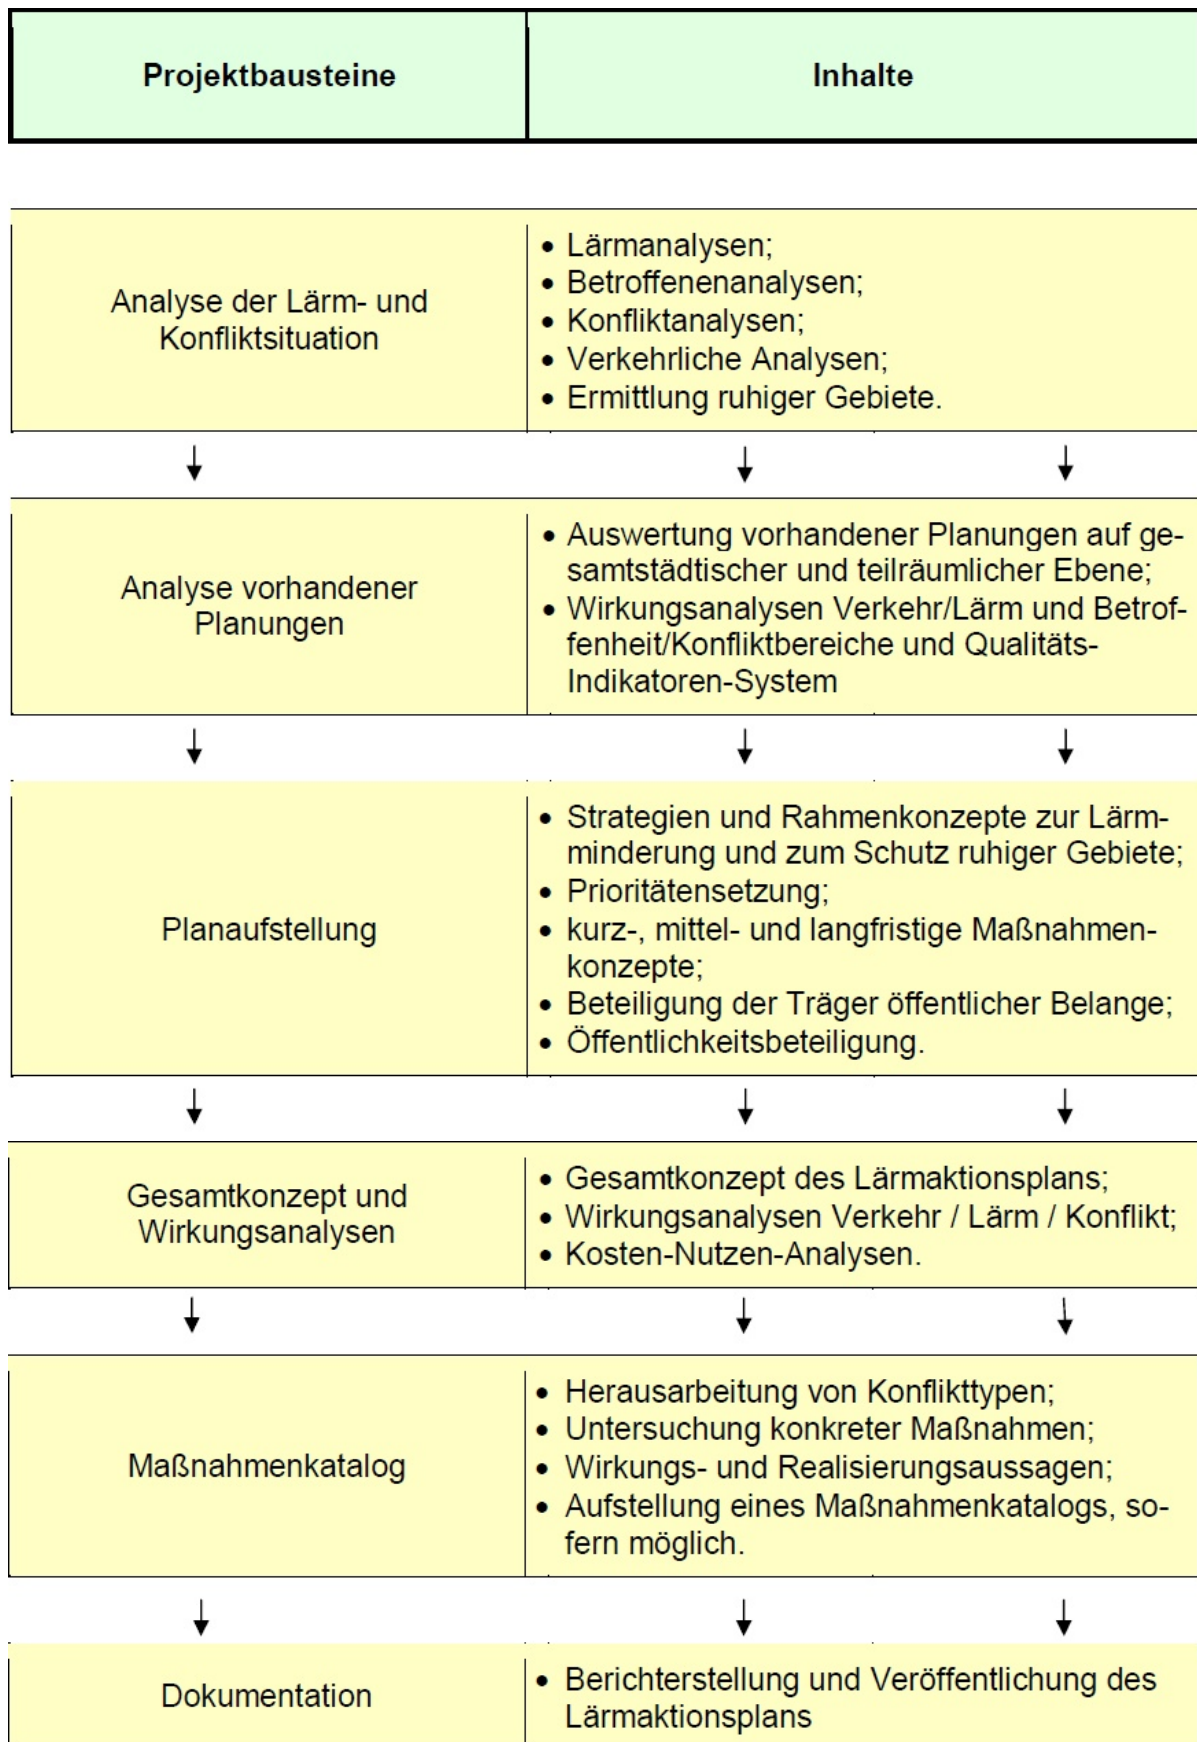 Projektbausteine
Inhalte
Analyse der Lärm- und
Konfliktsituation
• Lärmanalysen;
• Betroffenenanalysen;
• Konfliktanalysen;
• Verkehrliche Analysen;
• Ermittlung ruhiger Gebiete.
Analyse vorhandener
Planungen
• Auswertung vorhandener Planungen auf ge-
samtstädtischer und teilräumlicher Ebene;
• Wirkungsanalysen Verkehr/Lärm und Betrof-
fenheit/Konfliktbereiche und Qualitäts-
Indikatoren-System
Planaufstellung
• Strategien und Rahmenkonzepte zur Lärm-
minderung und zum Schutz ruhiger Gebiete;
• Prioritätensetzung;
• kurz-, mittel- und langfristige Maßnahmen-
konzepte;
• Beteiligung der Träger öffentlicher Belange;
• Öffentlichkeitsbeteiligung.
Gesamtkonzept und
Wirkungsanalysen
• Gesamtkonzept des Lärmaktionsplans;
• Wirkungsanalysen Verkehr / Lärm / Konflikt;
• Kosten-Nutzen-Analysen.
Maßnahmenkatalog
• Herausarbeitung von Konflikttypen;
• Untersuchung konkreter Maßnahmen;
• Wirkungs- und Realisierungsaussagen;
• Aufstellung eines Maßnahmenkatalogs, so-
fern möglich.
Dokumentation
• Berichterstellung und Veröffentlichung des
Lärmaktionsplans